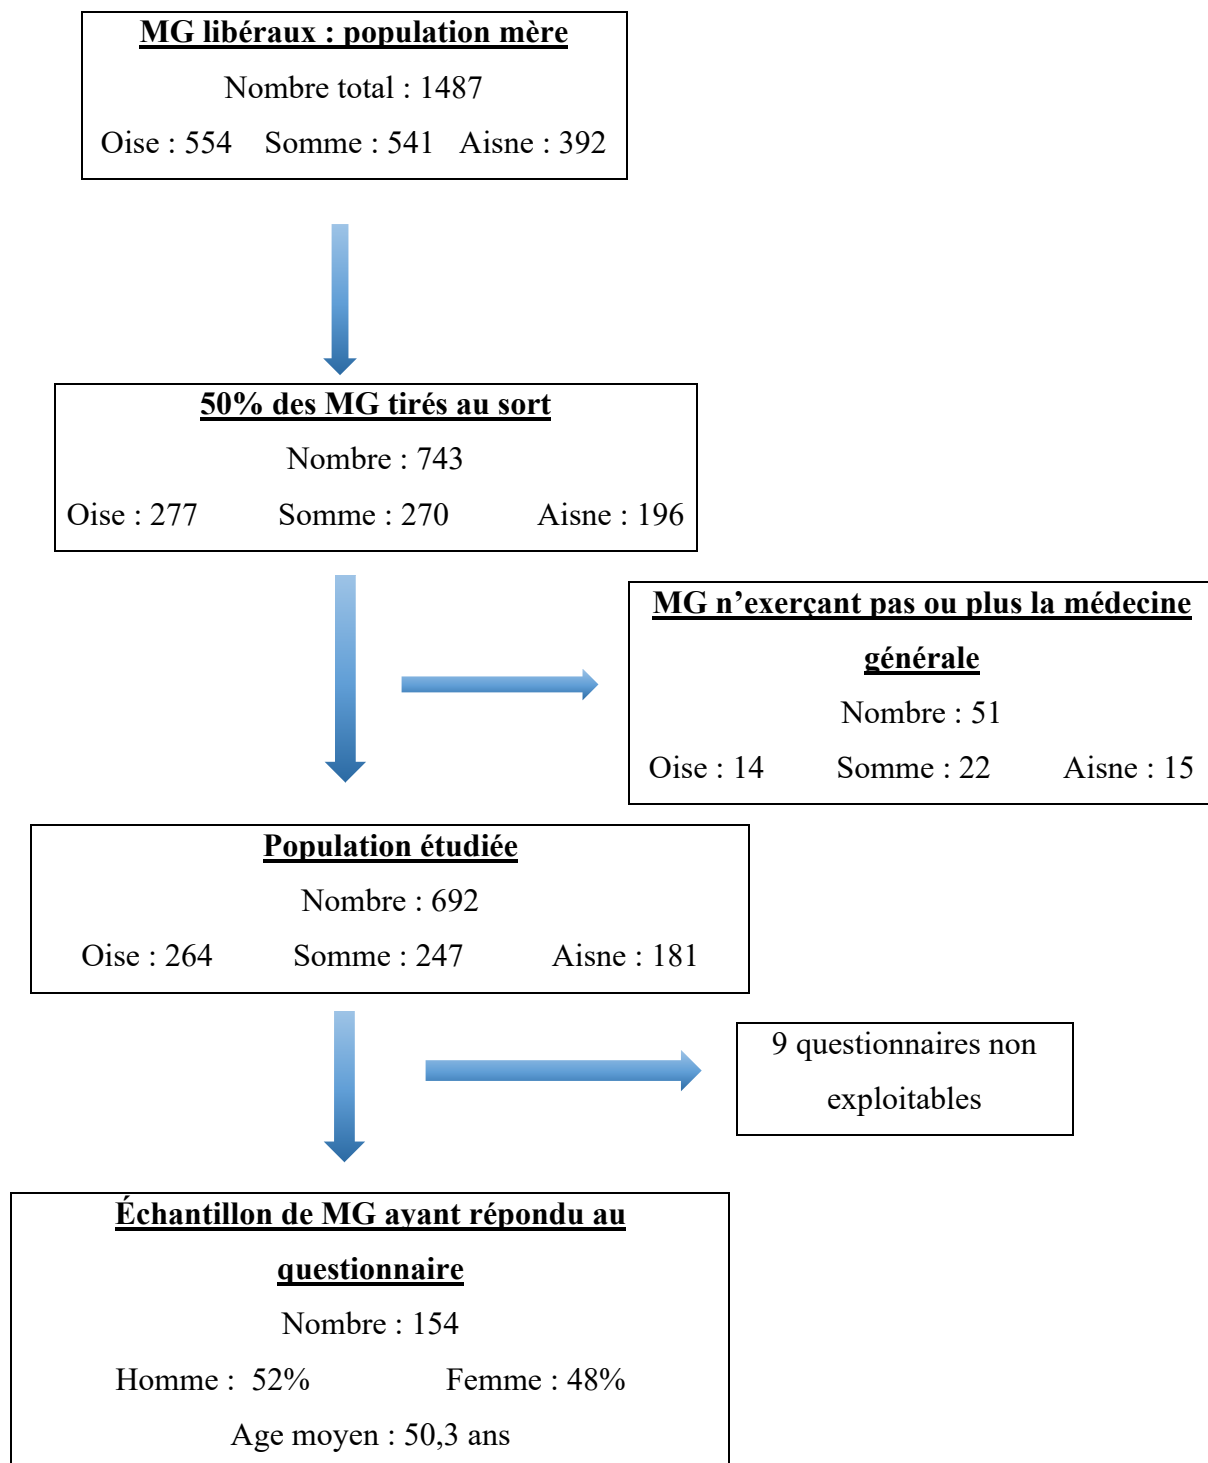 MG libéraux : population mère
Nombre total : 1487
Oise : 554 Somme : 541 Aisne : 392
50% des MG tirés au sort
Nombre : 743
Oise : 277 Somme : 270 Aisne : 196
MG n’exerçant pas ou plus la médecine
générale
Nombre : 51
Oise : 14 Somme : 22 Aisne : 15
Population étudiée
Nombre : 692
Oise : 264 Somme : 247 Aisne : 181
9 questionnaires non
exploitables
Échantillon de MG ayant répondu au
questionnaire
Nombre : 154
Homme : 52% Femme : 48%
Age moyen : 50,3 ans